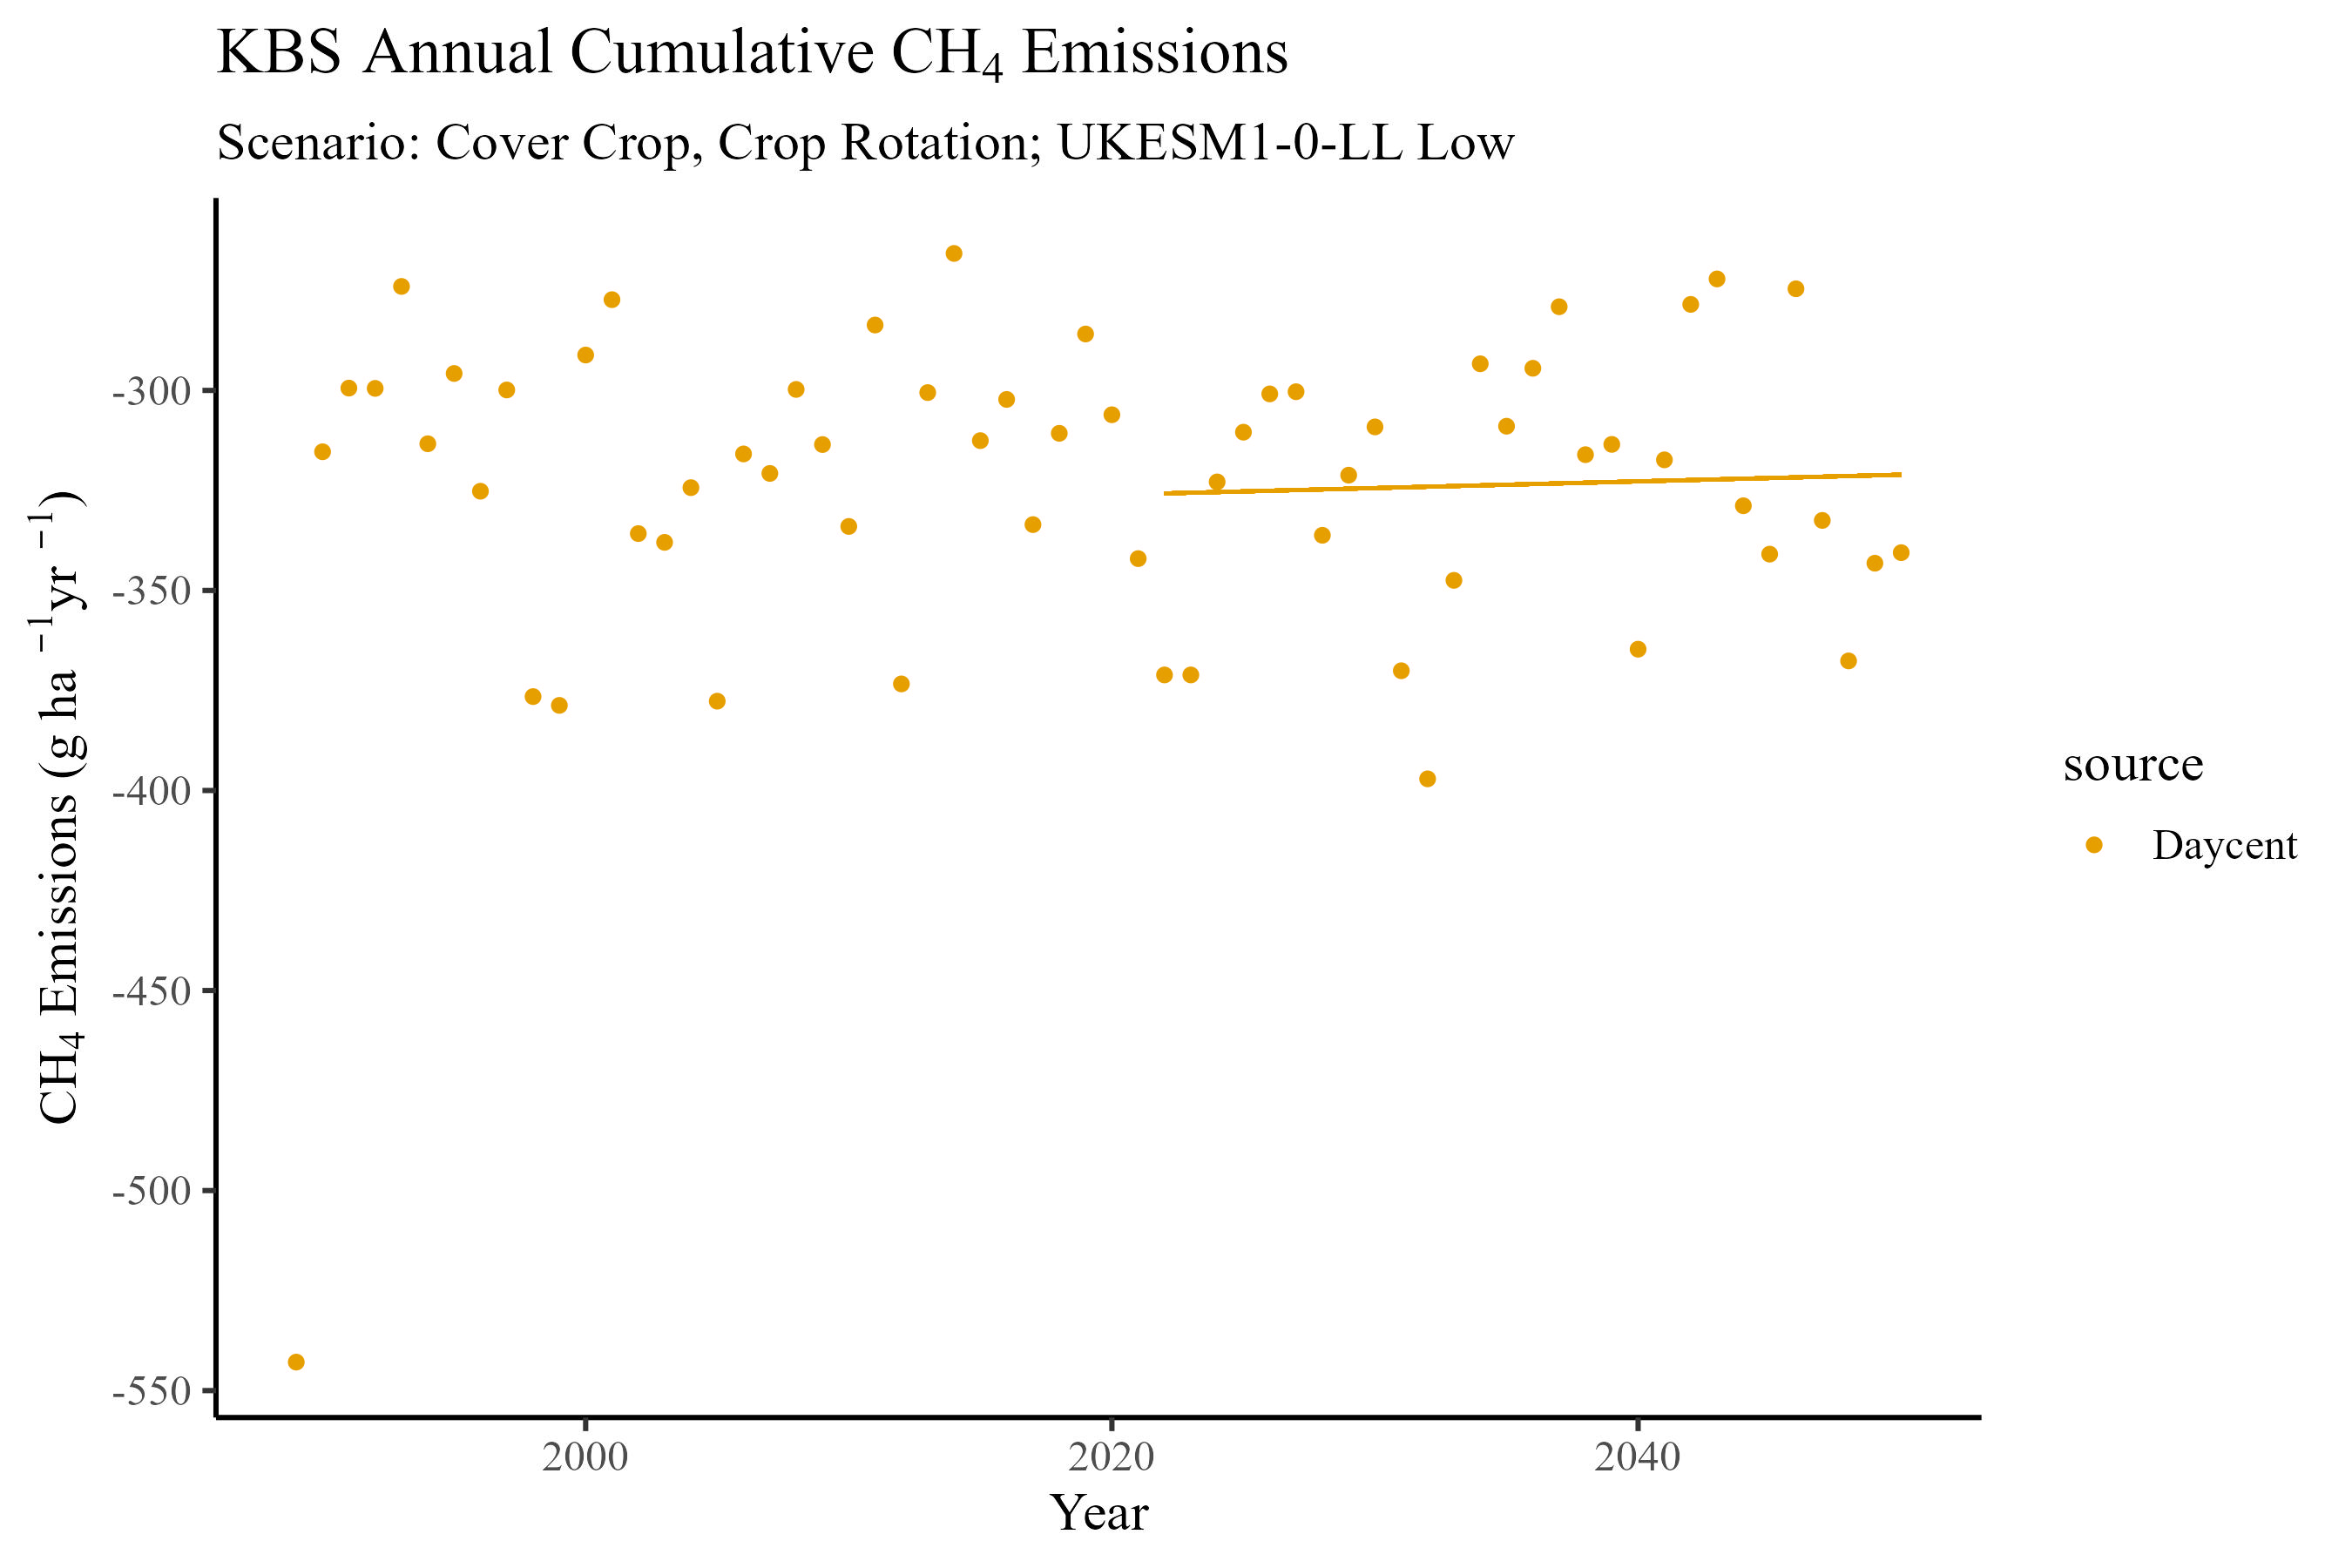 KBS Annual Cumulative CH₄ Emissions
Scenario: Cover Crop, Crop Rotation; UKESM1-0-LL Low
CH₄ Emissions (g ha ⁻¹yr ⁻¹)
-300
-350
-400
-450
-500
-550
2000 2020 2040
Year
source
Daycent